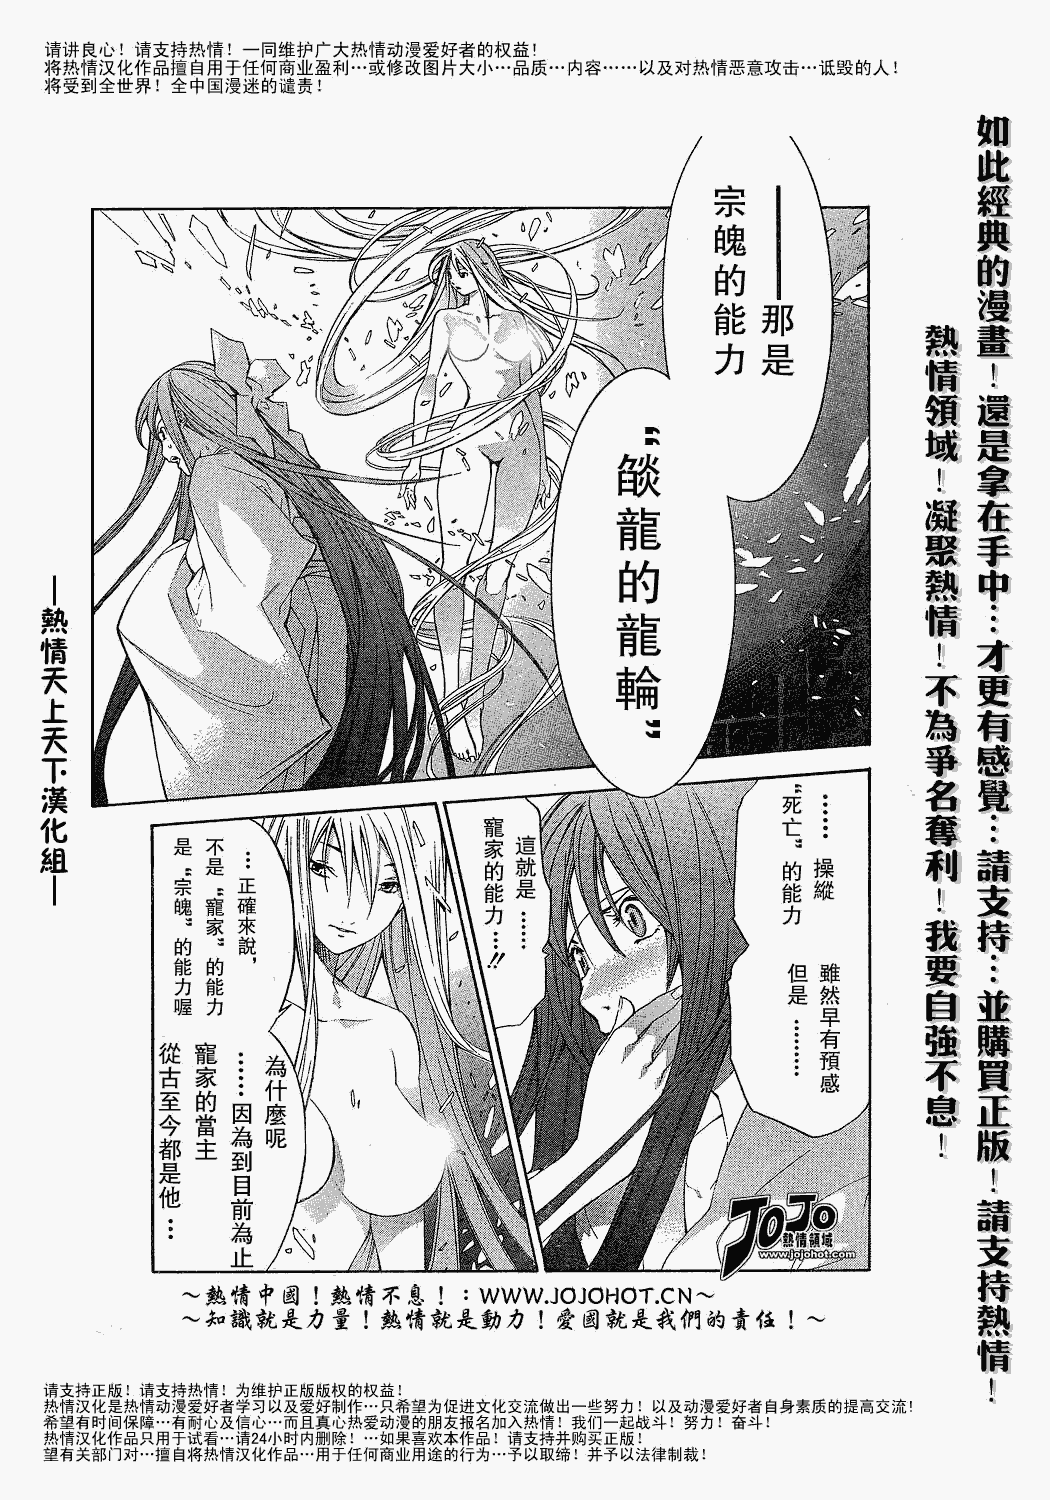 请讲良心！请支持热情！一同维护广大热情动漫爱好者的权益！
将热情汉化作品擅自用于任何商业盈利…或修改图片大小…品质…内容……以及对热情恶意攻击…诋毁的人！
将受到全世界！全中国漫迷的谴责！
如此經典的漫畫！還是拿在手中…才更有感覺…請支持…並購買正版！請支持熱情！
熱情領域！凝聚熱情！不為爭名奪利！我要自強不息！
—熱情天上天下漢化組—
——那是
宗魄的能力
“燄龍的龍輪”
……操縱
“死亡”的能力
雖然早有預感
但是………
這就是……
寵家的能力…!!
…正確來說，
不是“寵家”的能力
是“宗魄”的能力喔
為什麼呢
……因為到目前為止
寵家的當主
從古至今都是他…
JOJO
熱情領域
www.jojohot.com
～熱情中國！熱情不息！：WWW.JOJOHOT.CN～
～知識就是力量！熱情就是動力！愛國就是我們的責任！～
请支持正版！请支持热情！为维护正版版权的权益！
热情汉化是热情动漫爱好者学习以及爱好制作…只希望为促进文化交流做出一些努力！以及动漫爱好者自身素质的提高交流！
希望有时间保障…有耐心及信心…而且真心热爱动漫的朋友报名加入热情！我们一起战斗！努力！奋斗！
热情汉化作品只用于试看…请24小时内删除！…如果喜欢本作品！请支持并购买正版！
望有关部门对…擅自将热情汉化作品…用于任何商业用途的行为…予以取缔！并予以法律制裁！